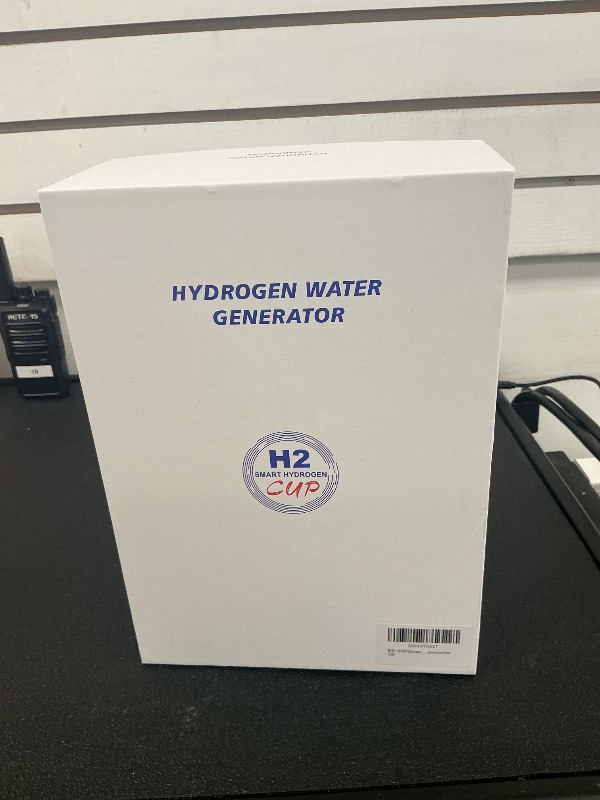 HYDROGEN WATER
GENERATOR
H2
SMART HYDROGEN
CUP
RETEVIS